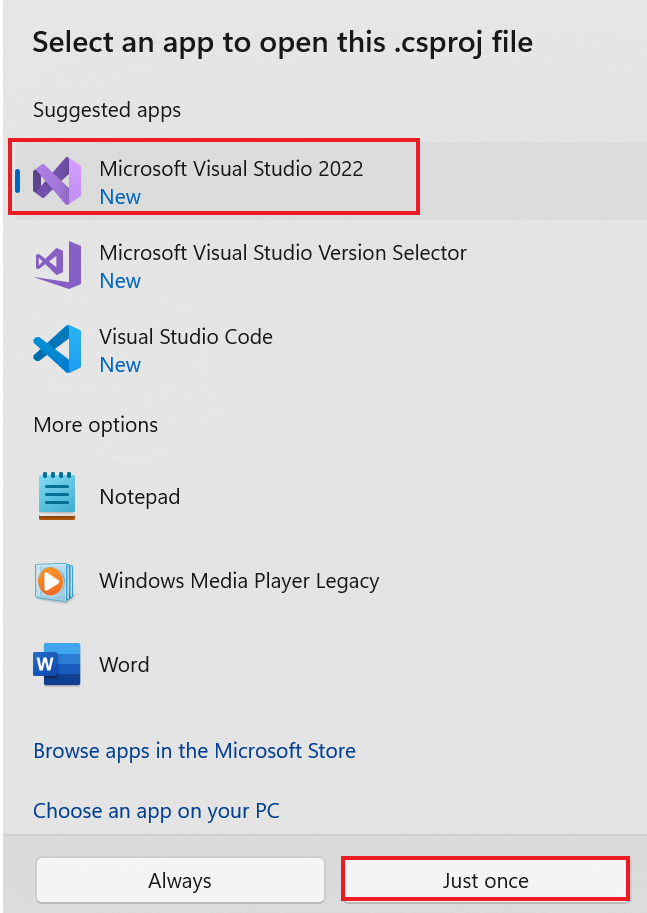 Select an app to open this .csproj file
Suggested apps
Microsoft Visual Studio 2022
New
Microsoft Visual Studio Version Selector
New
Visual Studio Code
New
More options
Notepad
Windows Media Player Legacy
W
Word
Browse apps in the Microsoft Store
Choose an app on your PC
Always
Just once